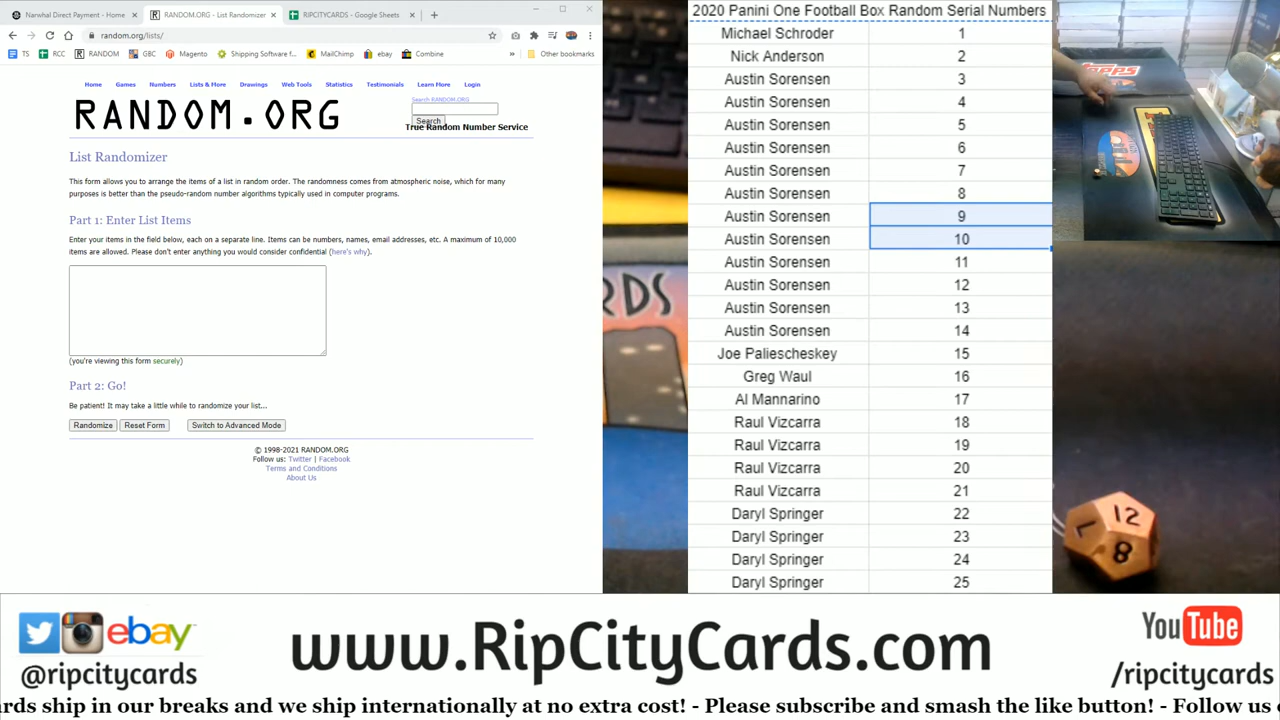 Narwhal Direct Payment - Home
RANDOM.ORG - List Randomizer
RIPCITYCARDS - Google Sheets
random.org/lists/
TS
RCC
RANDOM
GBC
Magento
Shipping Software f
MailChimp
ebay
Combine
»
Other bookmarks
Home
Games
Numbers
Lists & More
Drawings
Web Tools
Statistics
Testimonials
Learn More
Login
RANDOM.ORG
Search RANDOM.ORG
Search
True Random Number Service
List Randomizer
This form allows you to arrange the items of a list in random order. The randomness comes from atmospheric noise, which for many
purposes is better than the pseudo-random number algorithms typically used in computer programs.
Part 1: Enter List Items
Enter your items in the field below, each on a separate line. Items can be numbers, names, email addresses, etc. A maximum of 10,000
items are allowed. Please don't enter anything you would consider confidential (here's why).
(you're viewing this form securely)
Part 2: Go!
Be patient! It may take a little while to randomize your list...
Randomize
Reset Form
Switch to Advanced Mode
© 1998-2021 RANDOM.ORG
Follow us: Twitter | Facebook
Terms and Conditions
About Us
2020 Panini One Football Box Random Serial Numbers
Michael Schroder 1
Nick Anderson 2
Austin Sorensen 3
Austin Sorensen 4
Austin Sorensen 5
Austin Sorensen 6
Austin Sorensen 7
Austin Sorensen 8
Austin Sorensen 9
Austin Sorensen 10
Austin Sorensen 11
Austin Sorensen 12
Austin Sorensen 13
Austin Sorensen 14
Joe Paliescheskey 15
Greg Waul 16
Al Mannarino 17
Raul Vizcarra 18
Raul Vizcarra 19
Raul Vizcarra 20
Raul Vizcarra 21
Daryl Springer 22
Daryl Springer 23
Daryl Springer 24
Daryl Springer 25
RDS
topps
12
8
ebay
@ripcitycards
www.RipCityCards.com
YouTube
/ripcitycards
rds ship in our breaks and we ship internationally at no extra cost! - Please subscribe and smash the like button! - Follow us